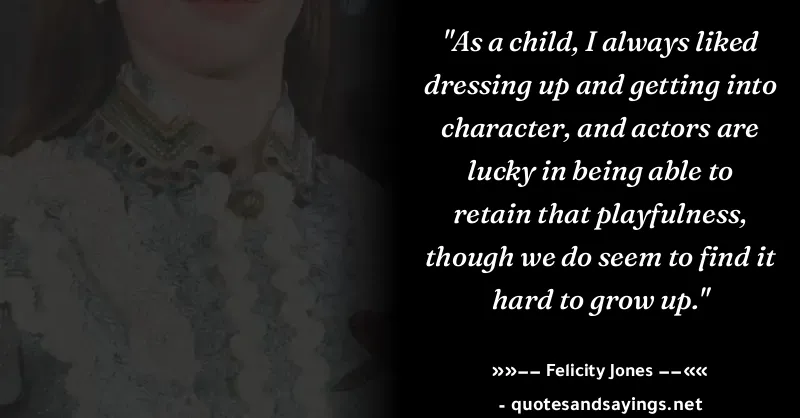 "As a child, I always liked
dressing up and getting into
character, and actors are
lucky in being able to
retain that playfulness,
though we do seem to find it
hard to grow up."
»»−− Felicity Jones −−««
- quotesandsayings.net